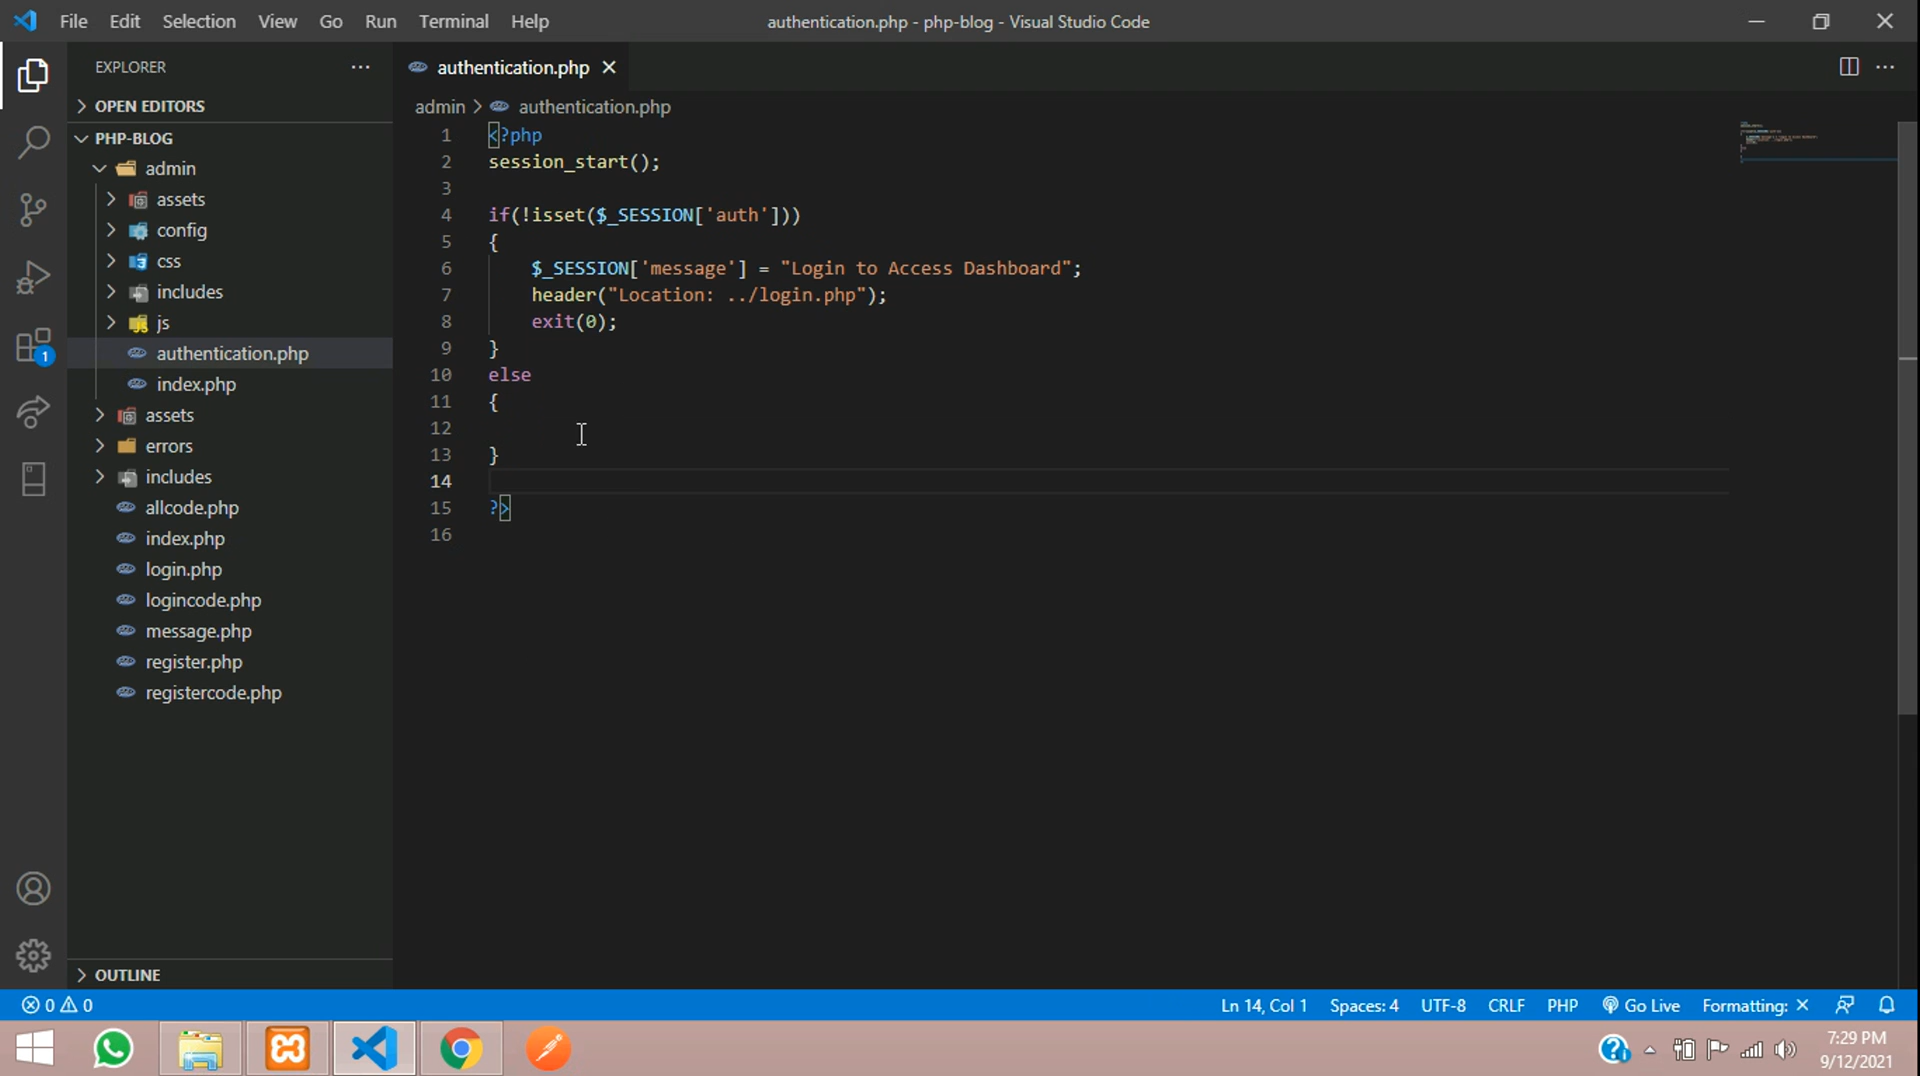 File Edit Selection View Go Run Terminal Help
authentication.php - php-blog - Visual Studio Code
EXPLORER
OPEN EDITORS
PHP-BLOG
admin
assets
config
css
includes
js
authentication.php
index.php
assets
errors
includes
allcode.php
index.php
login.php
logincode.php
message.php
register.php
registercode.php
OUTLINE
authentication.php
admin > authentication.php
1 <?php
2 session_start();
3
4 if(!isset($_SESSION['auth']))
5 {
6 $_SESSION['message'] = "Login to Access Dashboard";
7 header("Location: ../login.php");
8 exit(0);
9 }
10 else
11 {
12
13 }
14
15 ?>
16
1
0 0
Ln 14, Col 1 Spaces: 4 UTF-8 CRLF PHP Go Live Formatting: ×
7:29 PM
9/12/2021